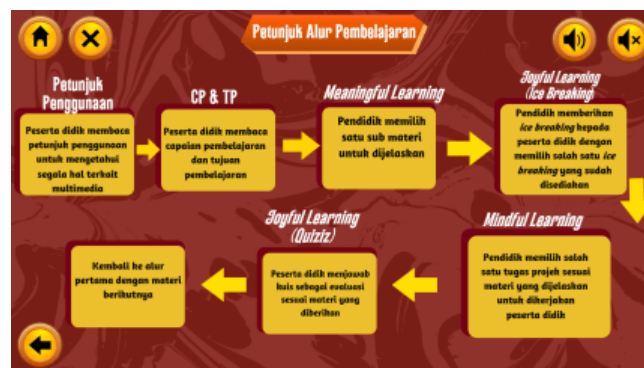 Petunjuk Alur Pembelajaran
Petunjuk
Penggunaan
Peserta didik membaca
petunjuk penggunaan
untuk mengetahui
segala hal terkait
multimedia
CP & TP
Peserta didik membaca
capaian pembelajaran
dan tujuan
pembelajaran
Meaningful Learning
Pendidik memilih
satu sub materi
untuk dijelaskan
Joyful Learning
(Ice Breaking)
Pendidik memberikan
ice breaking kepada
peserta didik dengan
memilih salah satu ice
breaking yang sudah
disediakan
Mindful Learning
Pendidik memilih salah
satu tugas projek sesuai
materi yang dijelaskan
untuk dikerjakan
peserta didik
Joyful Learning
(Quiziz)
Peserta didik menjawab
kuis sebagai evaluasi
sesuai materi yang
diberikan
Kembali ke alur
pertama dengan materi
berikutnya